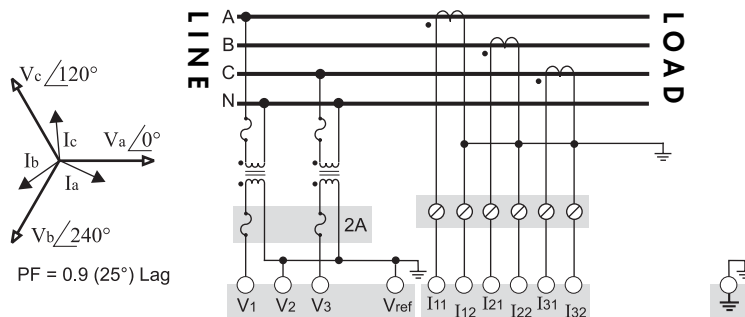 LINE
LOAD
A
B
C
N
Vc /120°
Ic
Va /0°
Ib
Ia
Vb /240°
PF = 0.9 (25°) Lag
2A
V1 V2 V3 Vref I11 I12 I21 I22 I31 I32